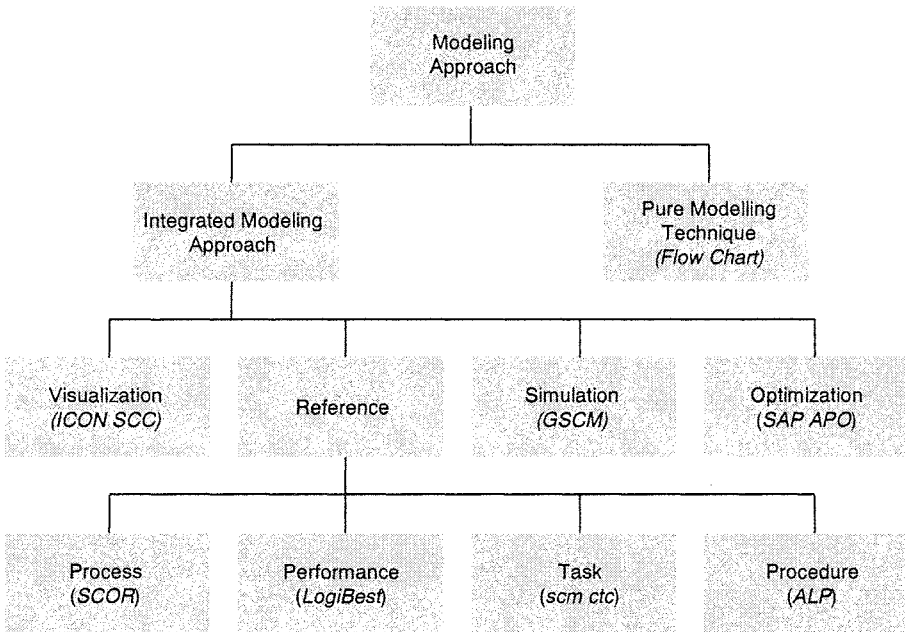 Modeling
Approach
Integrated Modeling
Approach
Pure Modelling
Technique
(Flow Chart)
Visualization
(ICON SCC)
Reference
Simulation
(GSCM)
Optimization
(SAP APO)
Process
(SCOR)
Performance
(LogiBest)
Task
(scm ctc)
Procedure
(ALP)